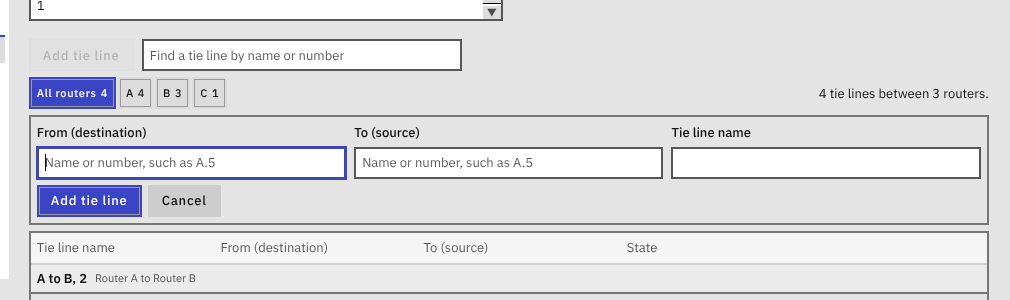 1
Add tie line Find a tie line by name or number
All routers 4 A 4 B 3 C 1 4 tie lines between 3 routers.
From (destination) To (source) Tie line name
Name or number, such as A.5 Name or number, such as A.5
Add tie line Cancel
Tie line name From (destination) To (source) State
A to B, 2 Router A to Router B